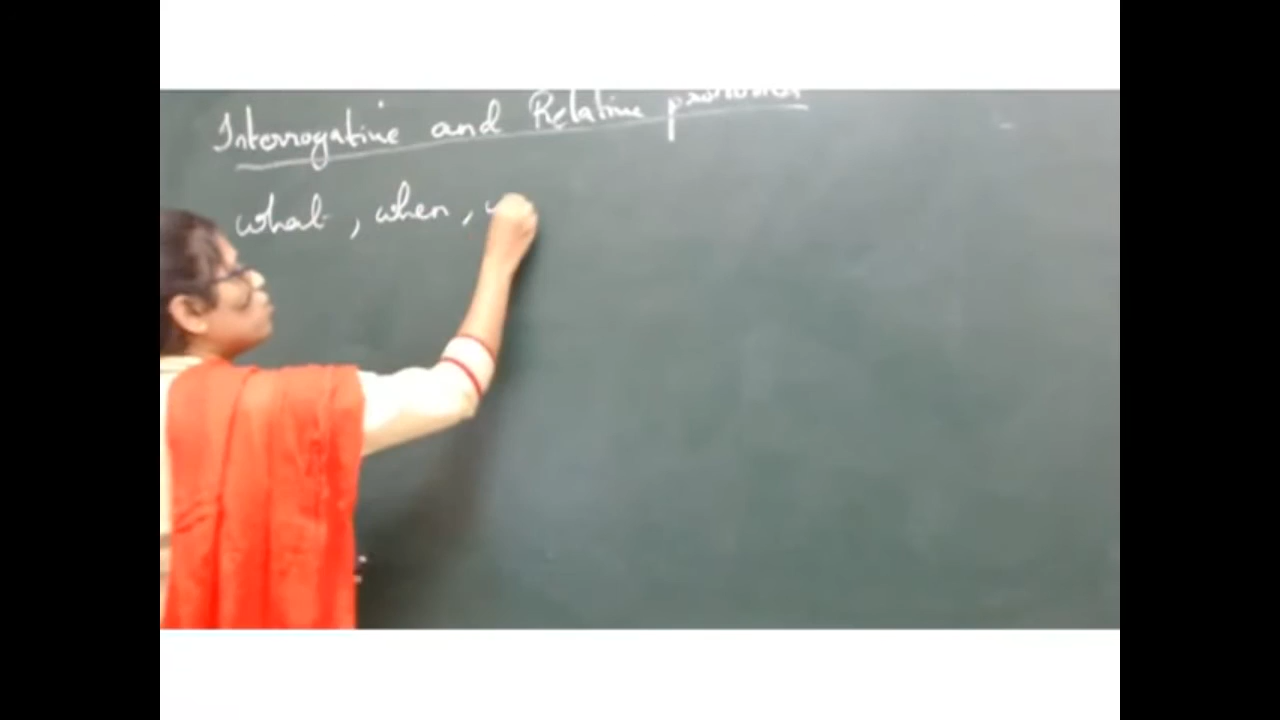 Interrogative and Relative pronouns
what, when, w